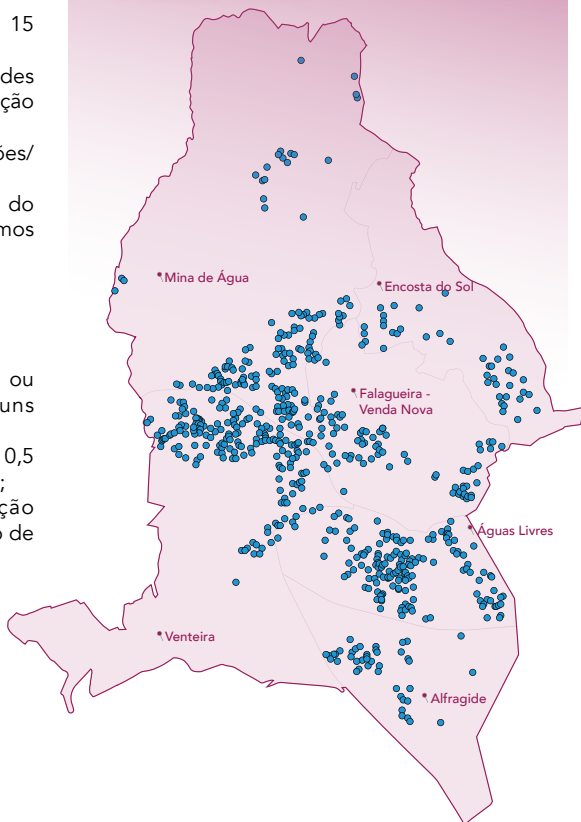 15
des
ção
ões/
do
mos
ou
uns
0,5
;
ção
o de
Mina de Água
Encosta do Sol
Falagueira -
Venda Nova
Águas Livres
Venteira
Alfragide